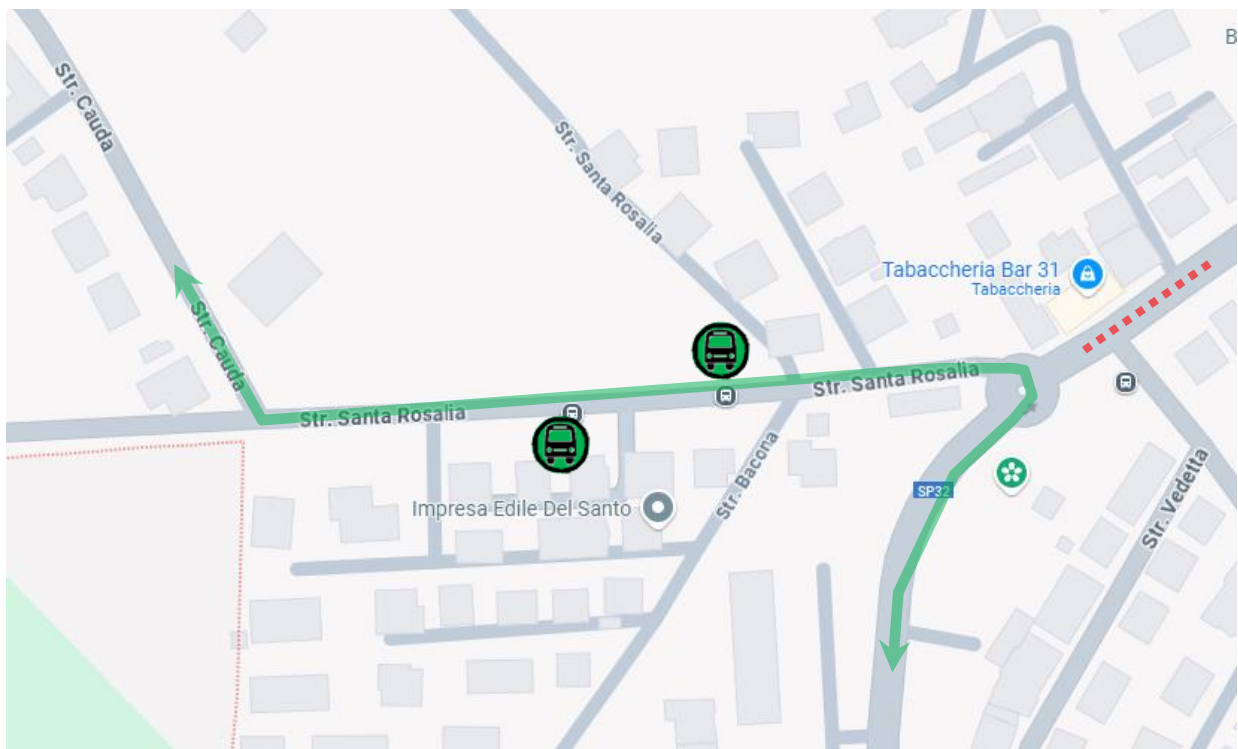 B
Str. Cauda
Str. Santa Rosalia
Tabaccheria Bar 31
Tabaccheria
Str. Cauda
Str. Santa Rosalia
Str. Santa Rosalia
Str. Bacona
SP32
Impresa Edile Del Santo
Str. Vedetta